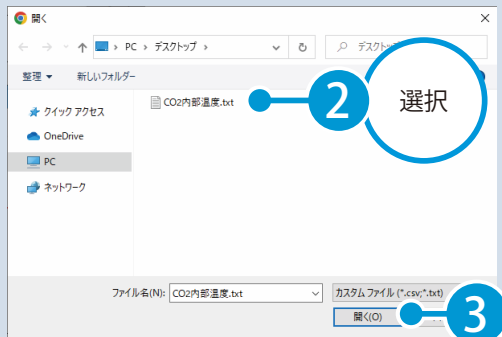 開く
PC › デスクトップ ›
デスクトッ
整理 新しいフォルダー
クイック アクセス
OneDrive
PC
ネットワーク
CO2内部温度.txt
2
選択
ファイル名(N): CO2内部温度.txt
カスタム ファイル (*.csv;*.txt)
開く(O)
3